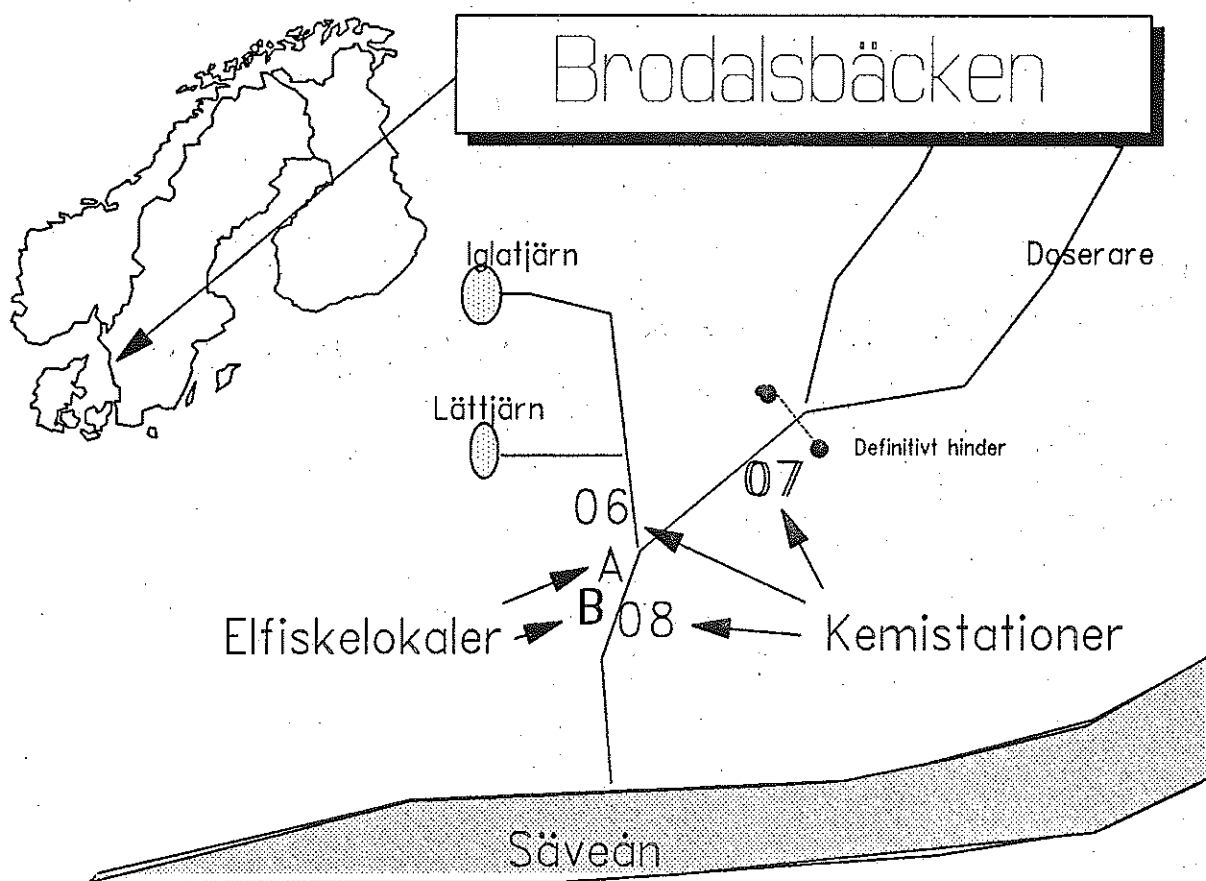 Brodalsbäcken
Iglatjärn
Doserare
Lättjärn
Definitivt hinder
07
06
A
B 08
Elfiskelokaler
Kemistationer
Säveån